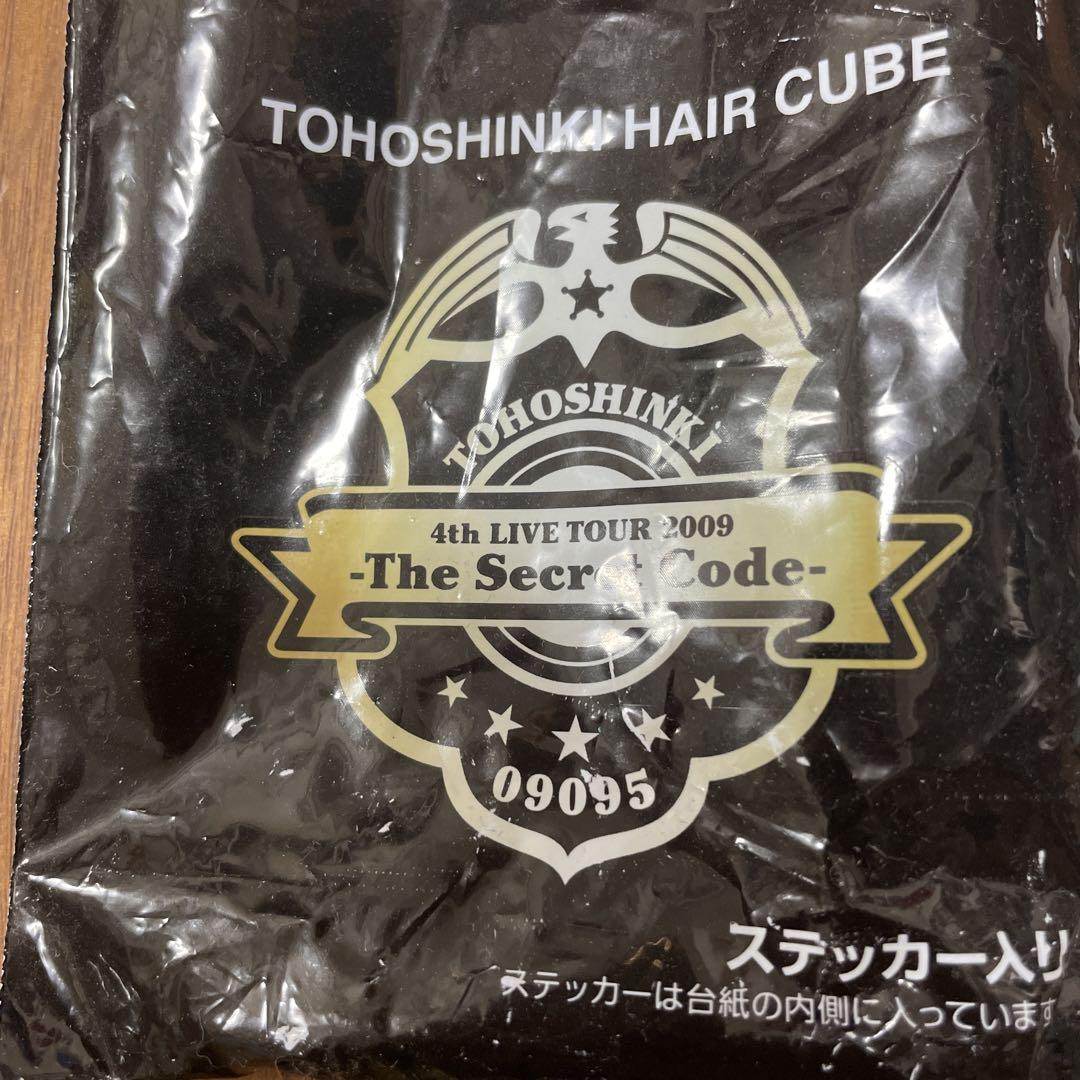 TOHOSHINKI HAIR CUBE
TOHOSHINKI
4th LIVE TOUR 2009
-The Secret Code-
09095
ステッカー入り
ステッカーは台紙の内側に入っています